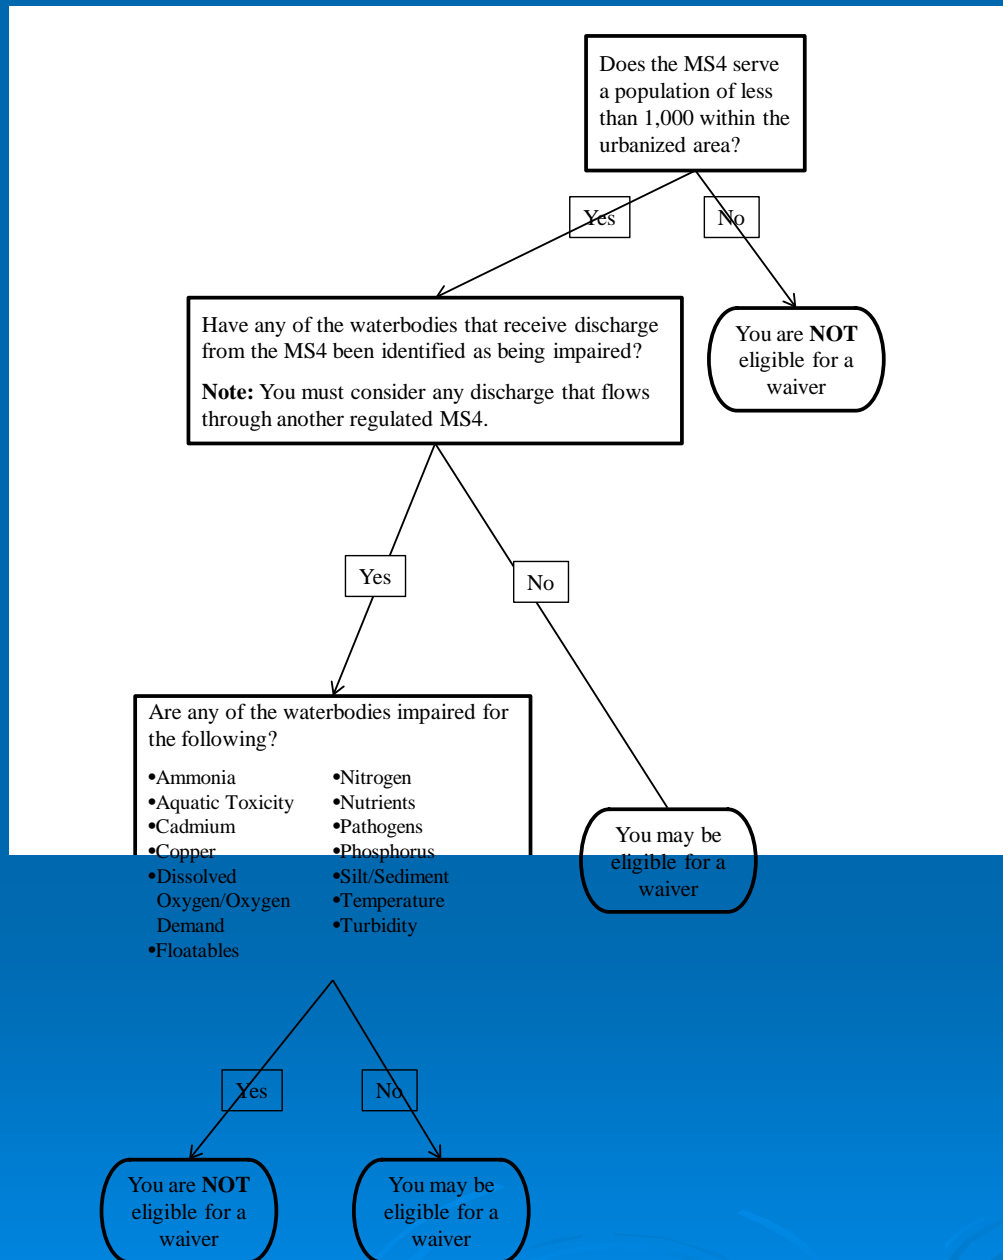 Does the MS4 serve
a population of less
than 1,000 within the
urbanized area?
Yes
No
Have any of the waterbodies that receive discharge
from the MS4 been identified as being impaired?
Note: You must consider any discharge that flows
through another regulated MS4.
You are NOT
eligible for a
waiver
Yes
No
Are any of the waterbodies impaired for
the following?
•Ammonia
•Aquatic Toxicity
•Cadmium
•Copper
•Dissolved
Oxygen/Oxygen
Demand
•Floatables
•Nitrogen
•Nutrients
•Pathogens
•Phosphorus
•Silt/Sediment
•Temperature
•Turbidity
You may be
eligible for a
waiver
Yes
No
You are NOT
eligible for a
waiver
You may be
eligible for a
waiver